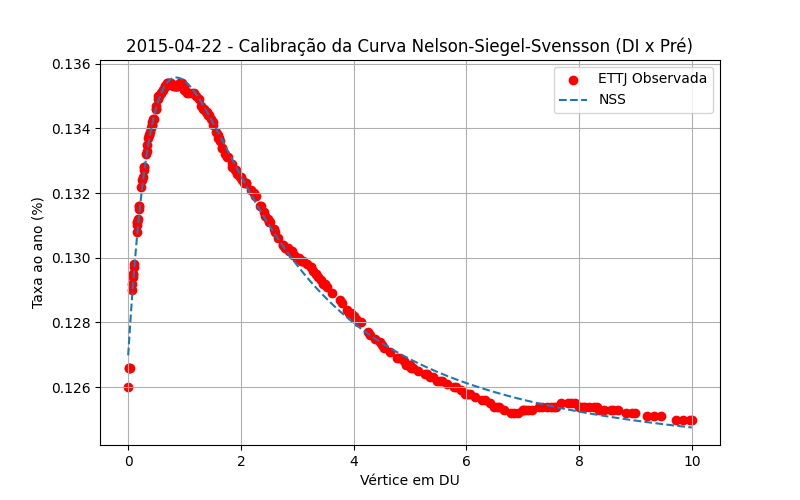 2015-04-22 - Calibração da Curva Nelson-Siegel-Svensson (DI x Pré)
ETTJ Observada
NSS
Taxa ao ano (%)
0.136
0.134
0.132
0.130
0.128
0.126
0
2
4
6
8
10
Vértice em DU